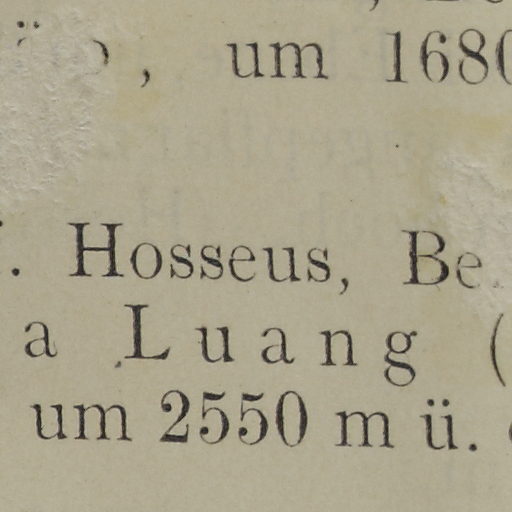 um 1680
. Hosseus, Be
a Luang (
um 2550 m ü.